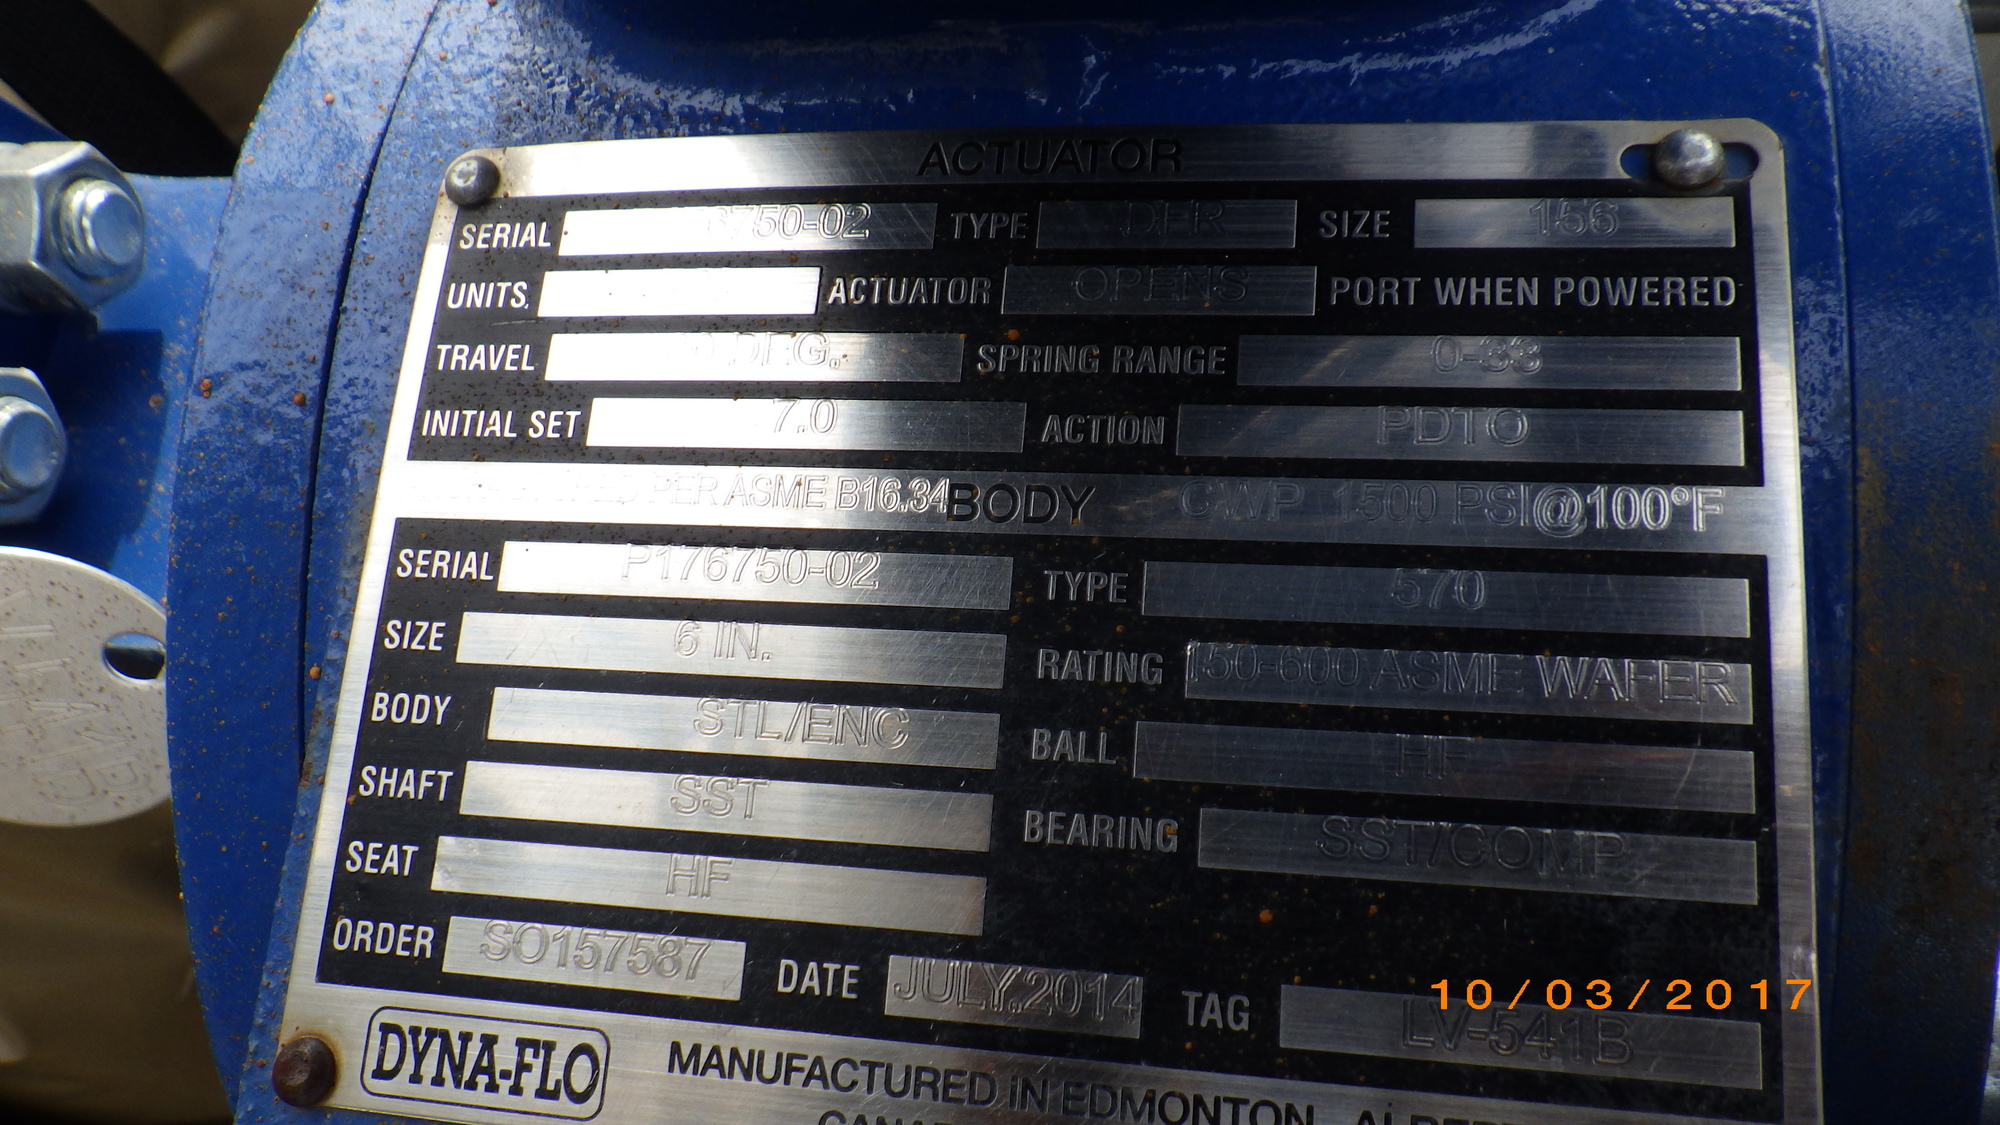 ACTUATOR
SERIAL 6750-02 TYPE DFR SIZE 156
UNITS ACTUATOR OPENS PORT WHEN POWERED
TRAVEL DEG. SPRING RANGE 0-33
INITIAL SET 7.0 ACTION PDTO
PER ASME B16.34 BODY CWP 1500 PSI@100°F
SERIAL P176750-02 TYPE 570
SIZE 6 IN. RATING 150-600 ASME WAFER
BODY STL/ENC BALL HF
SHAFT SST BEARING SST/COMP
SEAT HF
ORDER SO157587 DATE JULY.2014 TAG LV-541B
10/03/2017
DYNA-FLO MANUFACTURED IN EDMONTON,